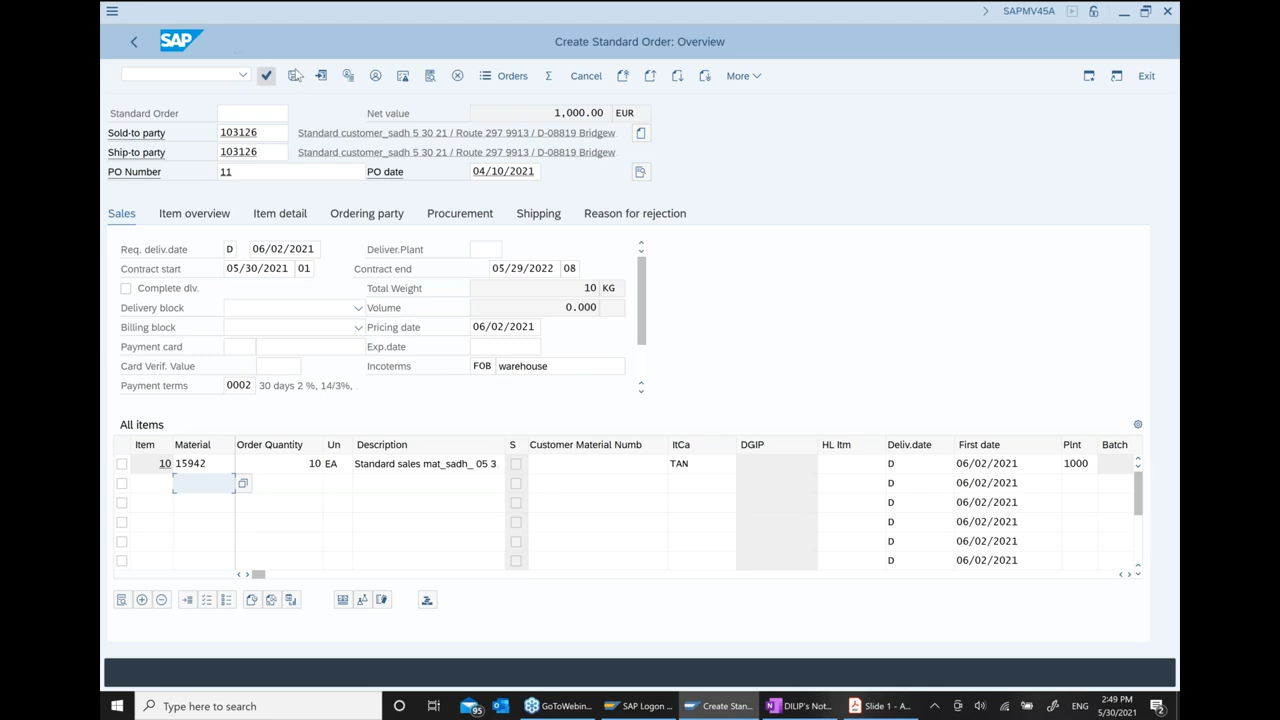 SAPMV45A
SAP Create Standard Order: Overview
Orders Cancel More Exit
Standard Order Net value 1,000.00 EUR
Sold-to party 103126 Standard customer_sadh 5 30 21 / Route 297 9913 / D-08819 Bridgew
Ship-to party 103126 Standard customer_sadh 5 30 21 / Route 297 9913 / D-08819 Bridgew
PO Number 11 PO date 04/10/2021
Sales Item overview Item detail Ordering party Procurement Shipping Reason for rejection
Req. deliv.date D 06/02/2021 Deliver.Plant
Contract start 05/30/2021 01 Contract end 05/29/2022 08
Complete dlv. Total Weight 10 KG
Delivery block Volume 0.000
Billing block Pricing date 06/02/2021
Payment card Exp.date
Card Verif. Value Incoterms FOB warehouse
Payment terms 0002 30 days 2 %, 14/3%, .
All items
Item Material Order Quantity Un Description S Customer Material Numb ItCa DGIP HL Itm Deliv.date First date Plnt Batch
10 15942 10 EA Standard sales mat_sadh_ 05 3 TAN D 06/02/2021 1000
D 06/02/2021
D 06/02/2021
D 06/02/2021
D 06/02/2021
D 06/02/2021
Type here to search 95 GoToWebin... SAP Logon ... Create Stan... DILIP's Not... Slide 1 - A... ENG 2:49 PM
5/30/2021 2